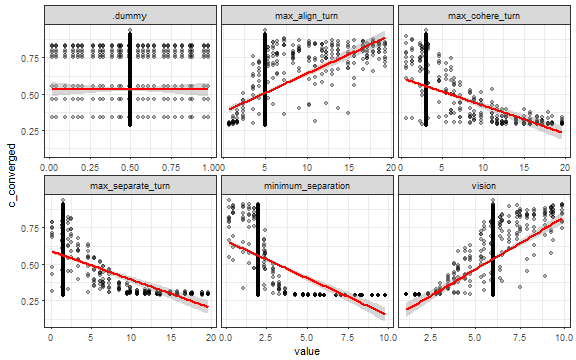 .dummy
max_align_turn
max_cohere_turn
0.75
0.50
0.25
0.00 0.25 0.50 0.75 1.00
0 5 10 15 20
0 5 10 15 20
max_separate_turn
minimum_separation
vision
0.75
0.50
0.25
0 5 10 15 20
0.0 2.5 5.0 7.5 10.0
2.5 5.0 7.5 10.0
c_converged
value